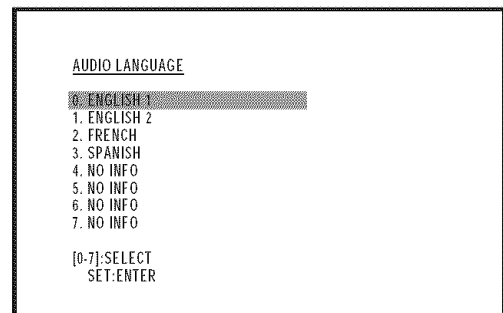 AUDIO LANGUAGE
0. ENGLISH 1
1. ENGLISH 2
2. FRENCH
3. SPANISH
4. NO INFO
5. NO INFO
6. NO INFO
7. NO INFO
[0-7]:SELECT
SET:ENTER